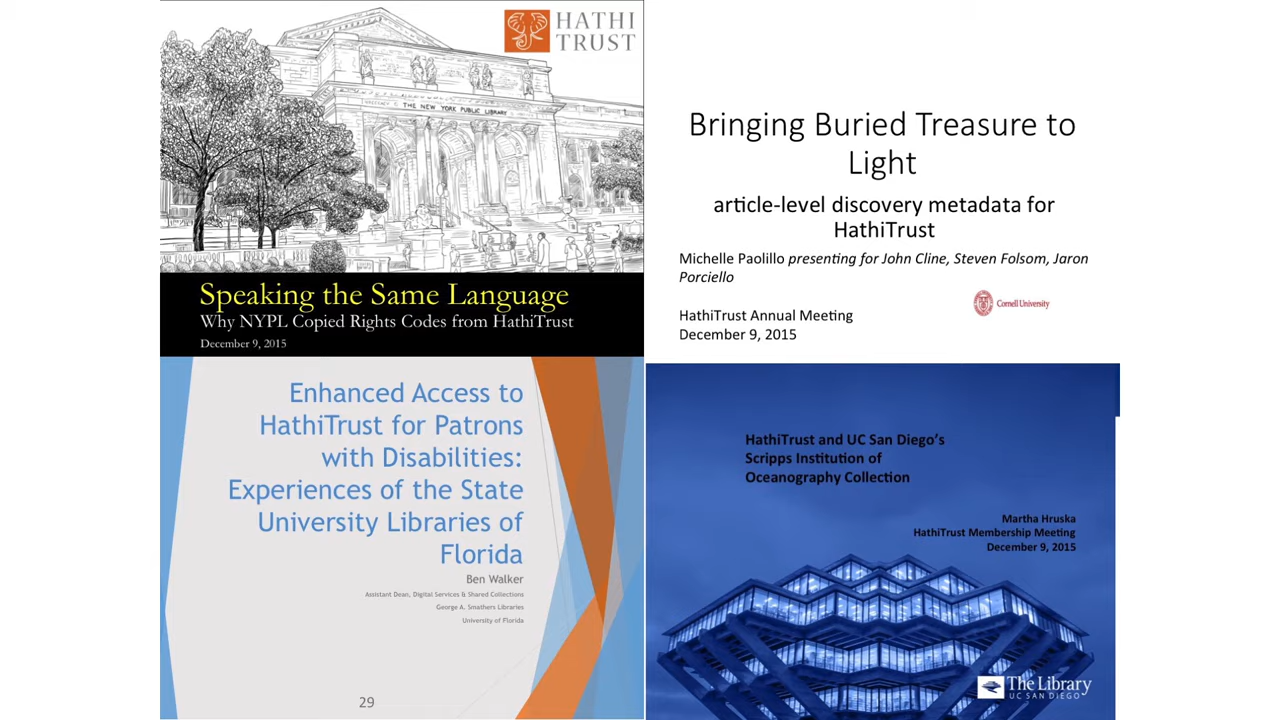 HATHI
TRUST
THE NEW YORK PUBLIC LIBRARY
Speaking the Same Language
Why NYPL Copied Rights Codes from HathiTrust
December 9, 2015
Bringing Buried Treasure to
Light
article-level discovery metadata for
HathiTrust
Michelle Paolillo presenting for John Cline, Steven Folsom, Jaron
Porciello
Cornell University
HathiTrust Annual Meeting
December 9, 2015
Enhanced Access to
HathiTrust for Patrons
with Disabilities:
Experiences of the State
University Libraries of
Florida
Ben Walker
Assistant Dean, Digital Services & Shared Collections
George A. Smathers Libraries
University of Florida
29
HathiTrust and UC San Diego's
Scripps Institution of
Oceanography Collection
Martha Hruska
HathiTrust Membership Meeting
December 9, 2015
The Library
UC SAN DIEGO